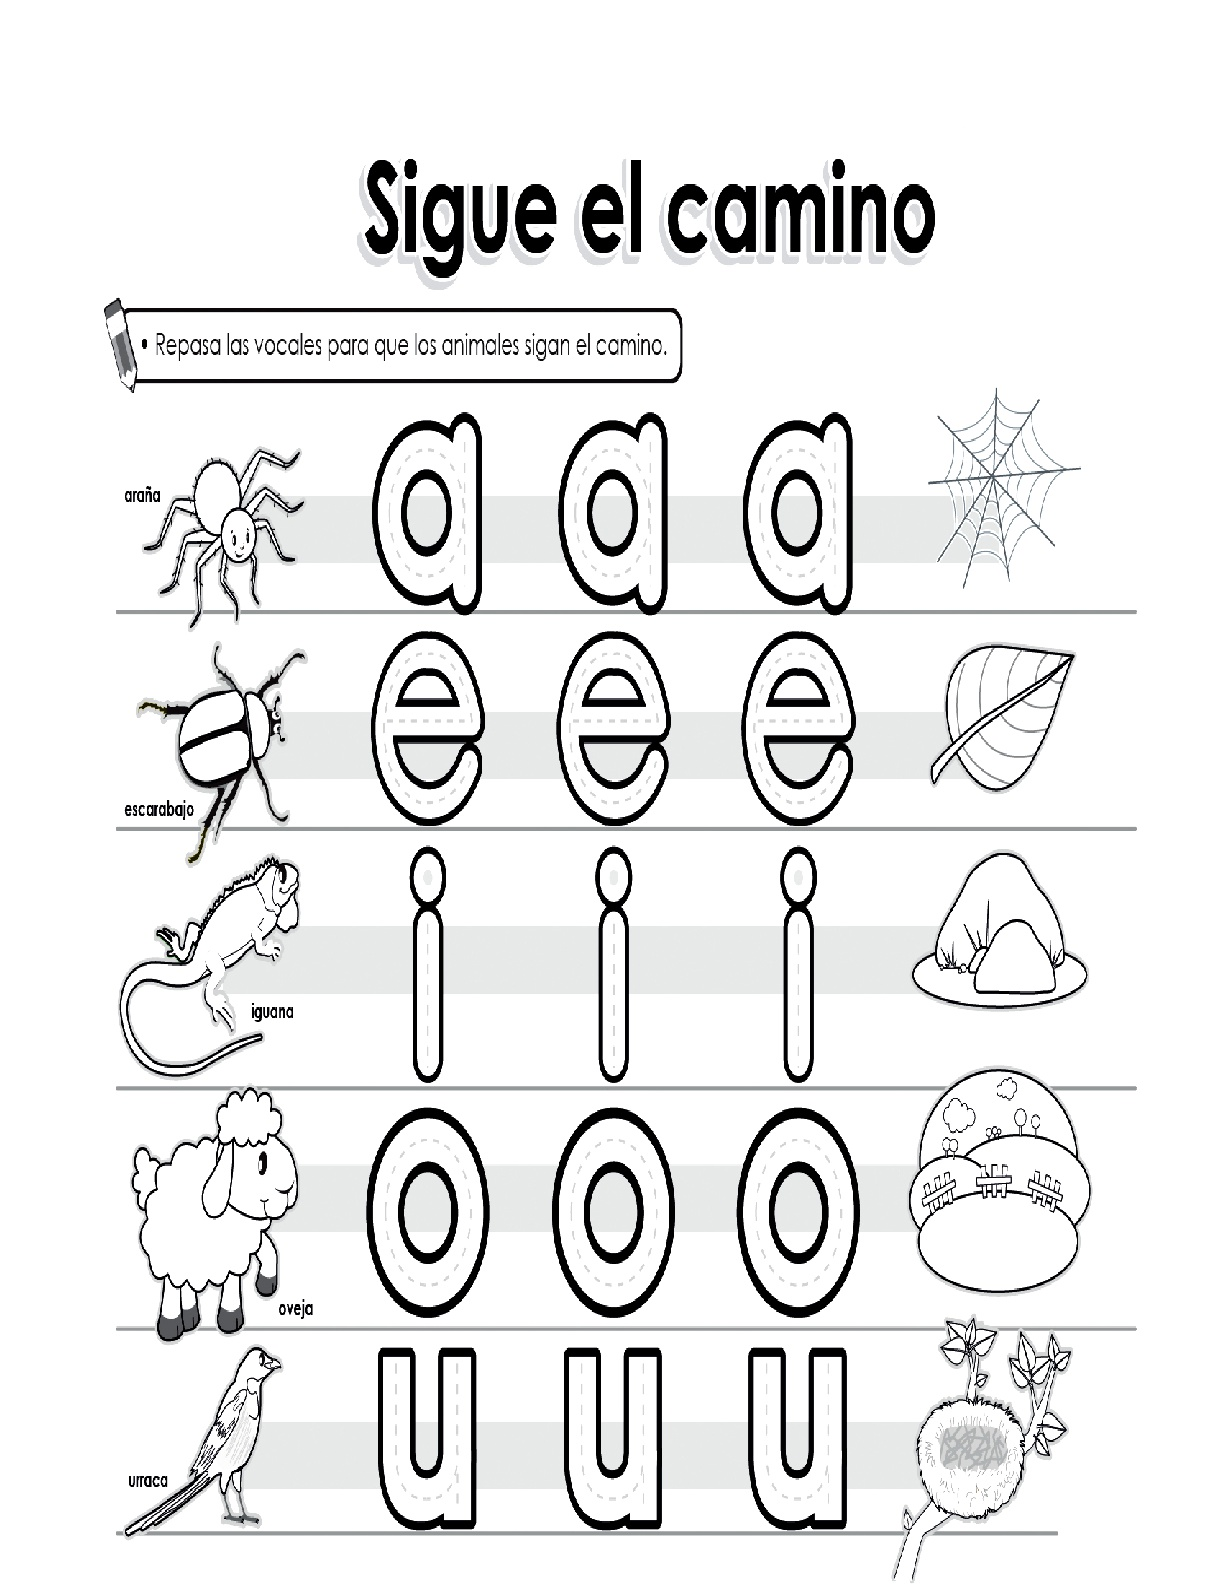 Sigue el camino
• Repasa las vocales para que los animales sigan el camino.
araña
a a a
e e e
escarabajo
i i i
iguana
o o o
oveja
u u u
urraca